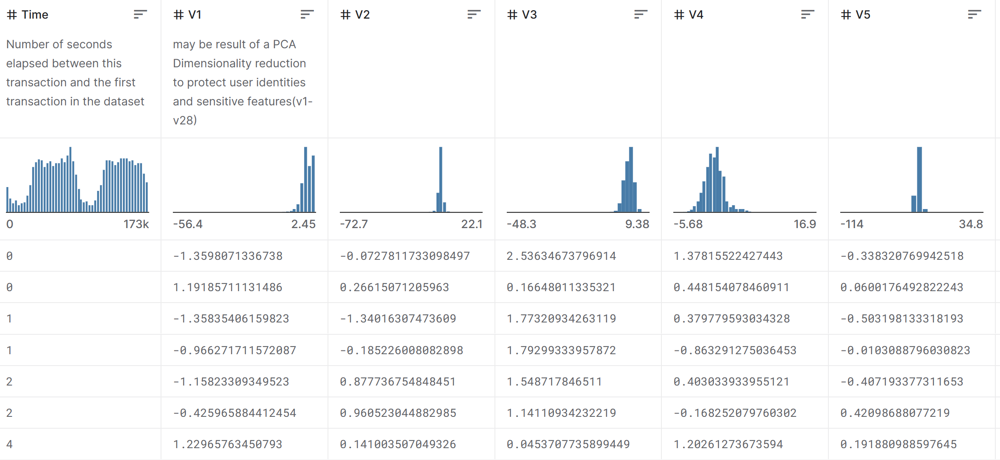 # Time
# V1
# V2
# V3
# V4
# V5
Number of seconds
elapsed between this
transaction and the first
transaction in the dataset
may be result of a PCA
Dimensionality reduction
to protect user identities
and sensitive features(v1-
v28)
0 173k
-56.4 2.45
-72.7 22.1
-48.3 9.38
-5.68 16.9
-114 34.8
0 -1.3598071336738 -0.0727811733098497 2.53634673796914 1.37815522427443 -0.338320769942518
0 1.19185711131486 0.26615071205963 0.16648011335321 0.448154078460911 0.0600176492822243
1 -1.35835406159823 -1.34016307473609 1.77320934263119 0.379779593034328 -0.503198133318193
1 -0.966271711572087 -0.185226008082898 1.79299333957872 -0.863291275036453 -0.0103088796030823
2 -1.15823309349523 0.877736754848451 1.548717846511 0.403033933955121 -0.407193377311653
2 -0.425965884412454 0.960523044882985 1.14110934232219 -0.168252079760302 0.42098688077219
4 1.22965763450793 0.141003507049326 0.0453707735899449 1.20261273673594 0.191880988597645